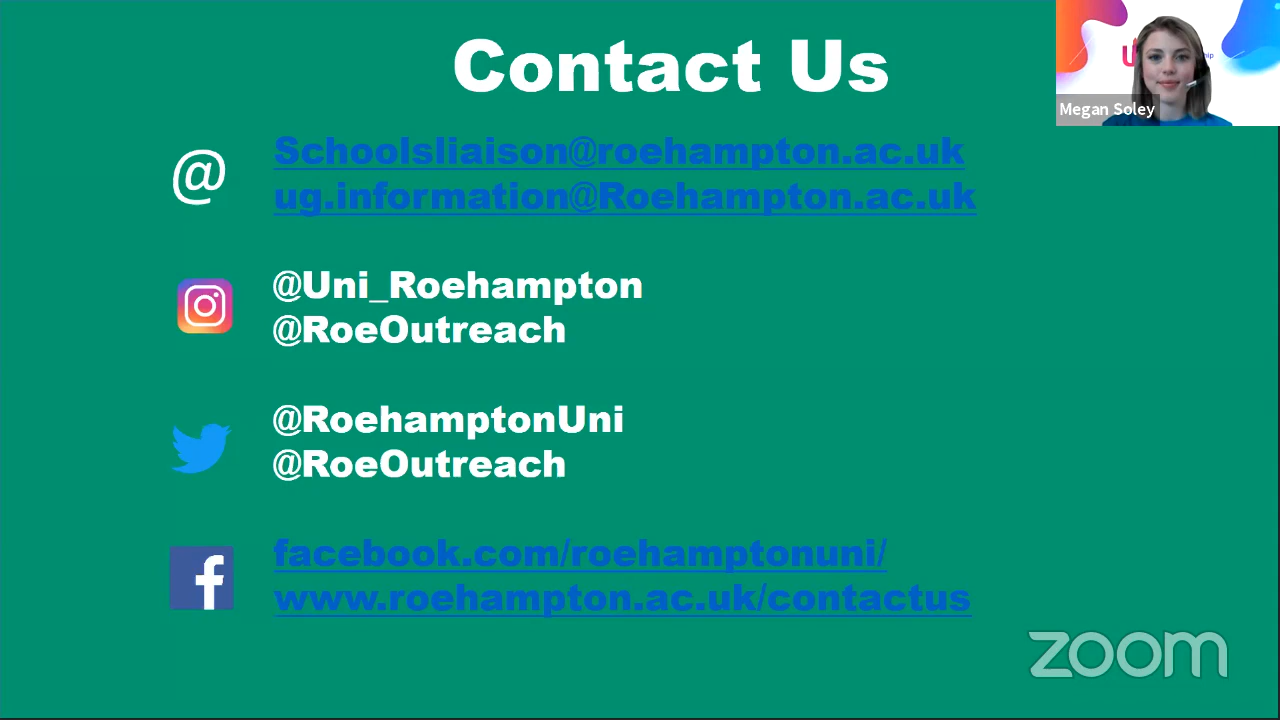 Contact Us
Megan Soley
@
Schoolsliaison@roehampton.ac.uk
ug.information@Roehampton.ac.uk
@Uni_Roehampton
@RoeOutreach
@RoehamptonUni
@RoeOutreach
f
facebook.com/roehamptonuni/
www.roehampton.ac.uk/contactus
zoom